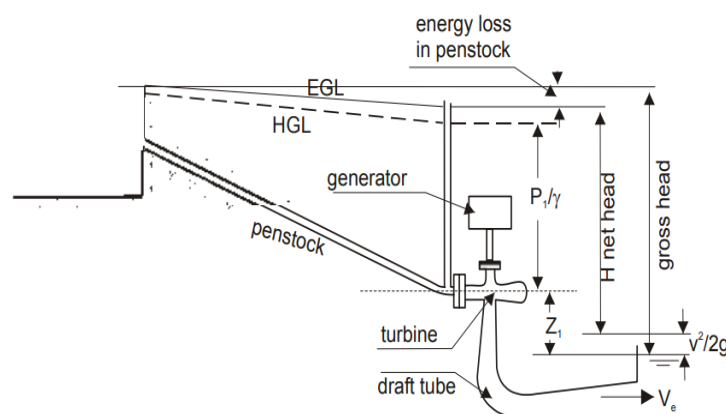 energy loss
in penstock
EGL
HGL
generator
P₁/γ
H net head
gross head
penstock
turbine
Z₁
v²/2g
draft tube
Vₑ